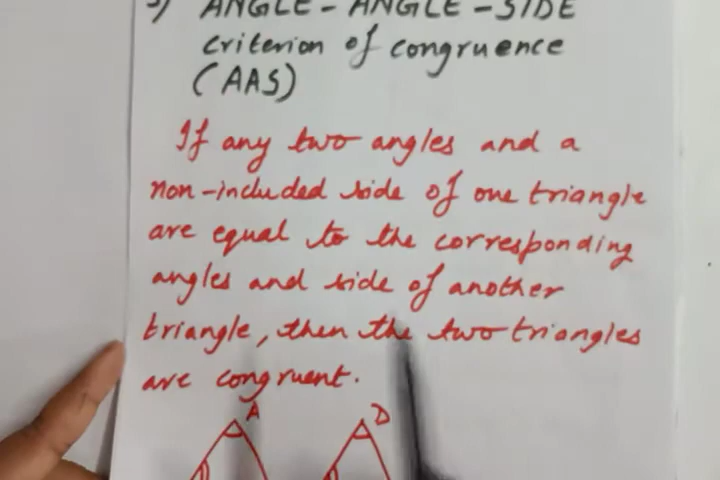 ANGLE - ANGLE - SIDE
criterion of congruence
(AAS)
If any two angles and a
non-included side of one triangle
are equal to the corresponding
angles and side of another
triangle, then the two triangles
are congruent.
A D